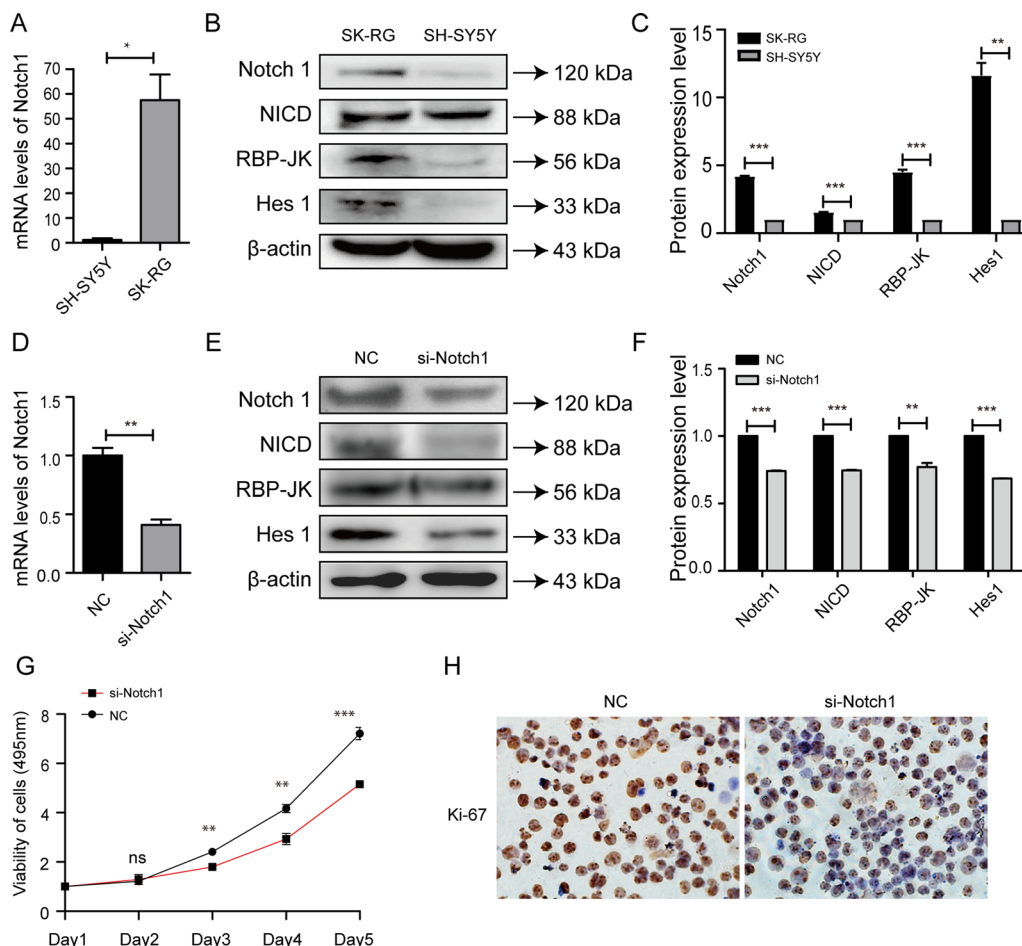 A
mRNA levels of Notch1
70
60
50
40
30
20
10
0
*
SH-SY5Y
SK-RG
B
SK-RG SH-SY5Y
Notch 1 120 kDa
NICD 88 kDa
RBP-JK 56 kDa
Hes 1 33 kDa
β-actin 43 kDa
C
Protein expression level
15
10
5
0
SK-RG
SH-SY5Y
***
***
***
**
Notch1
NICD
RBP-JK
Hes1
D
mRNA levels of Notch1
1.5
1.0
0.5
0.0
**
NC
si-Notch1
E
NC si-Notch1
Notch 1 120 kDa
NICD 88 kDa
RBP-JK 56 kDa
Hes 1 33 kDa
β-actin 43 kDa
F
Protein expression level
1.5
1.0
0.5
0.0
NC
si-Notch1
***
***
**
***
Notch1
NICD
RBP-JK
Hes1
G
Viability of cells (495nm)
si-Notch1
NC
8
6
4
2
0
ns
**
**
***
Day1 Day2 Day3 Day4 Day5
H
NC si-Notch1
Ki-67